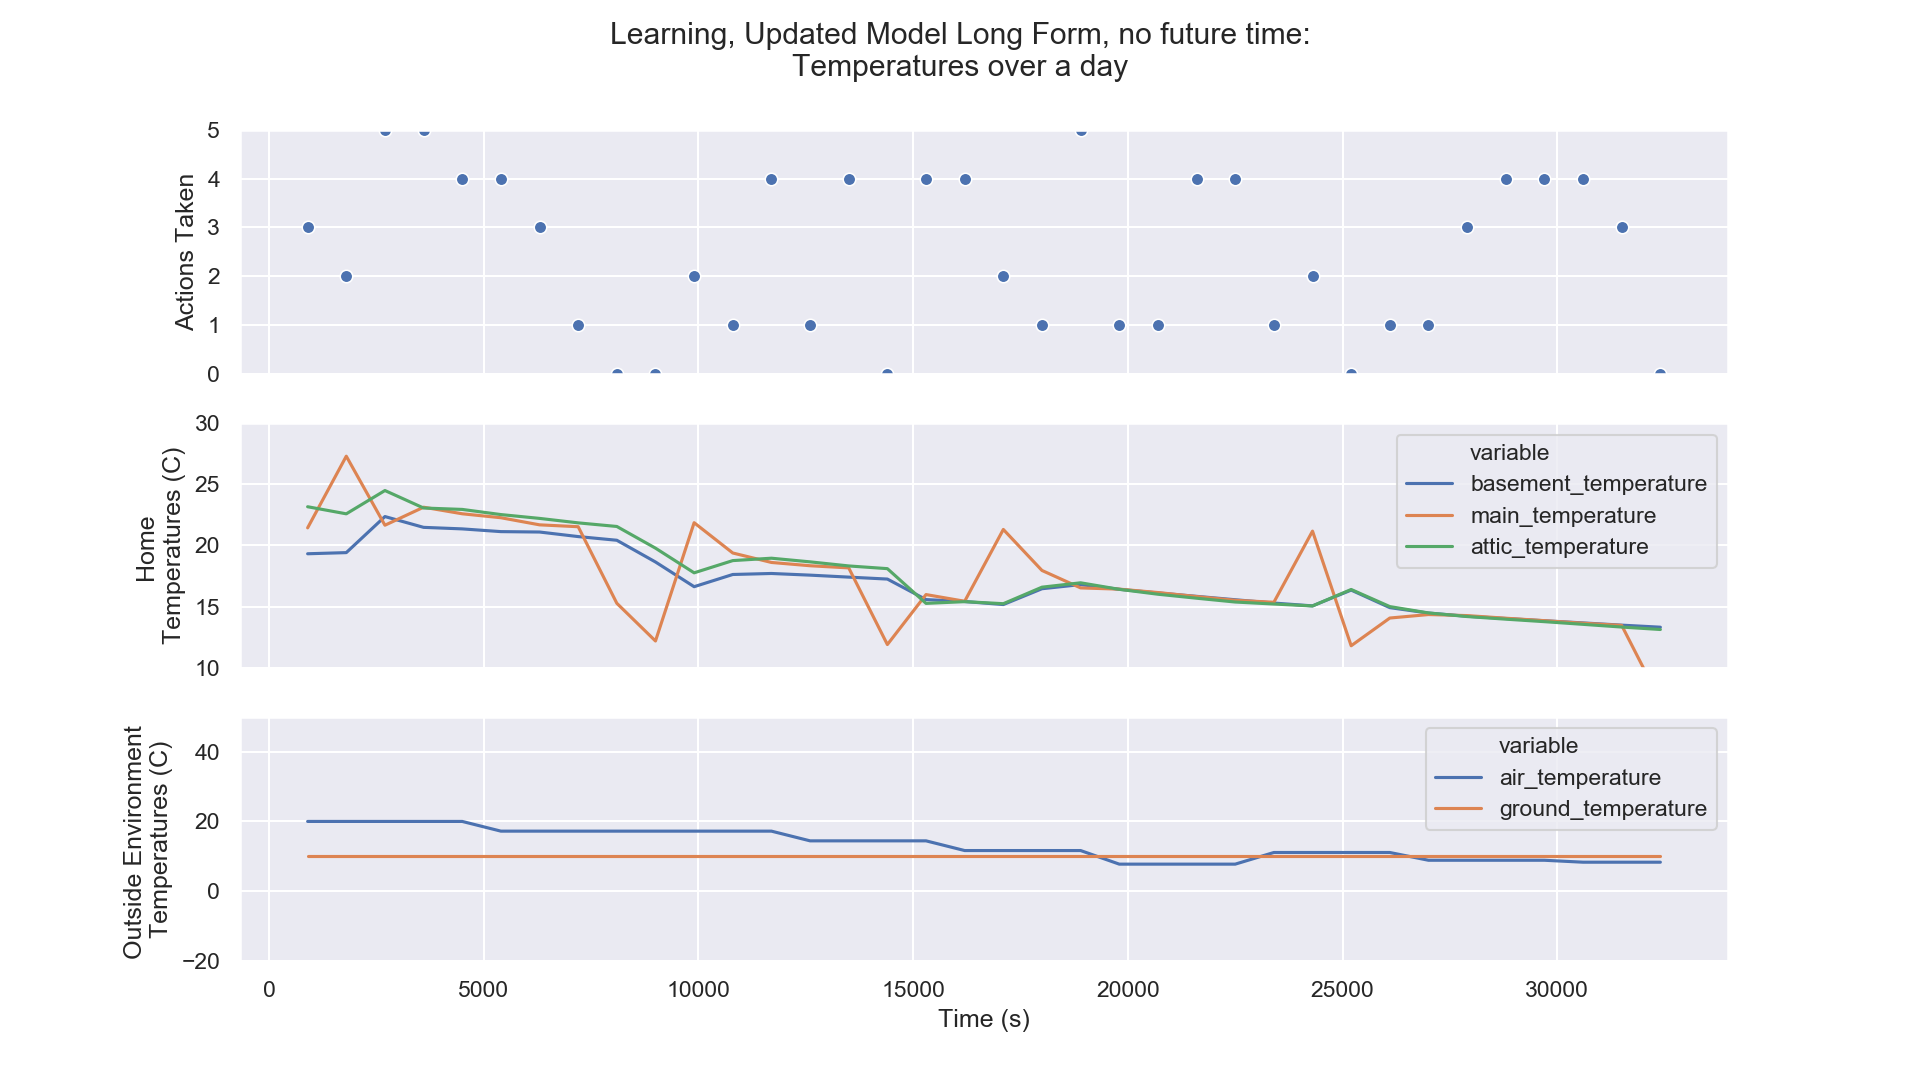 Learning, Updated Model Long Form, no future time:
Temperatures over a day
5
4
3
2
1
0
Actions Taken
30
25
20
15
10
Home
Temperatures (C)
variable
basement_temperature
main_temperature
attic_temperature
40
20
0
−20
Outside Environment
Temperatures (C)
variable
air_temperature
ground_temperature
0 5000 10000 15000 20000 25000 30000
Time (s)